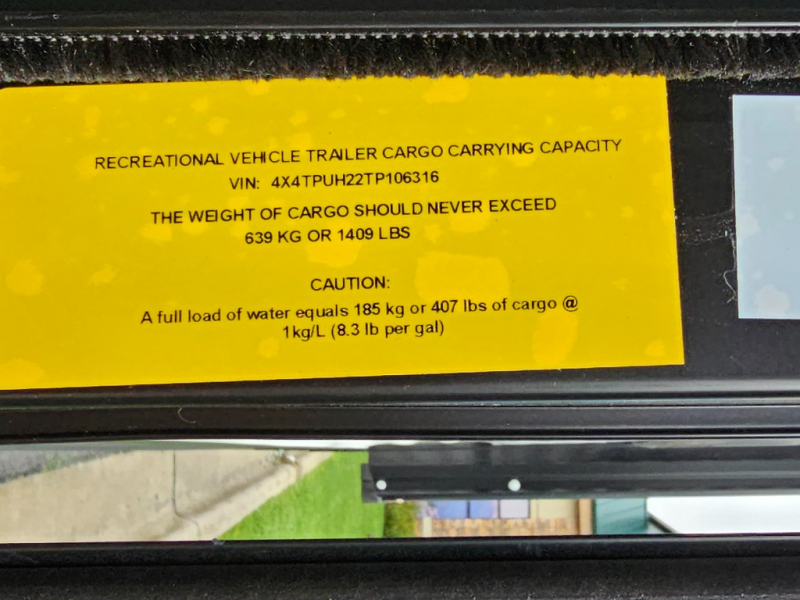 RECREATIONAL VEHICLE TRAILER CARGO CARRYING CAPACITY
VIN: 4X4TPUH22TP106316
THE WEIGHT OF CARGO SHOULD NEVER EXCEED
639 KG OR 1409 LBS
CAUTION:
A full load of water equals 185 kg or 407 lbs of cargo @
1kg/L (8.3 lb per gal)